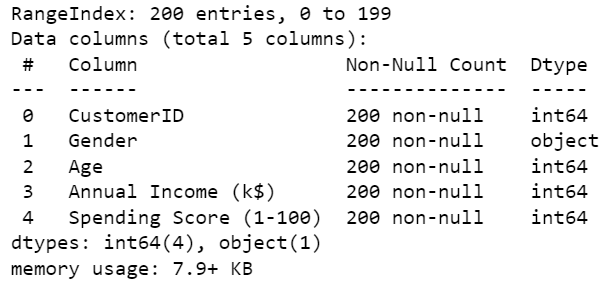 RangeIndex: 200 entries, 0 to 199
Data columns (total 5 columns):
 #   Column                  Non-Null Count  Dtype
---  ------                  --------------  -----
 0   CustomerID              200 non-null    int64
 1   Gender                  200 non-null    object
 2   Age                     200 non-null    int64
 3   Annual Income (k$)      200 non-null    int64
 4   Spending Score (1-100)  200 non-null    int64
dtypes: int64(4), object(1)
memory usage: 7.9+ KB